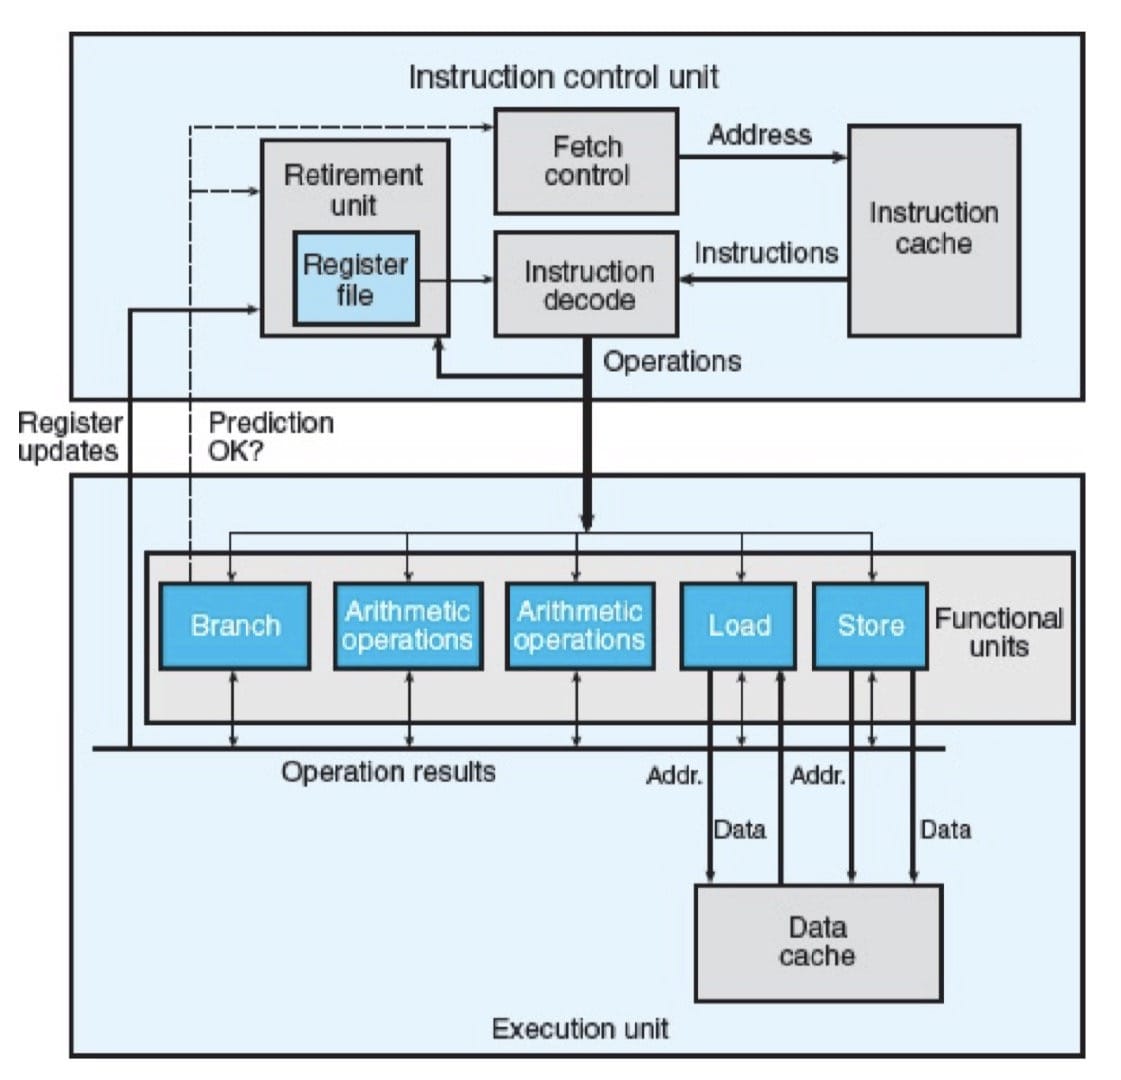 Instruction control unit
Fetch
control
Address
Instruction
cache
Retirement
unit
Register
file
Instruction
decode
Instructions
Operations
Register
updates
Prediction
OK?
Branch
Arithmetic
operations
Arithmetic
operations
Load
Store
Functional
units
Operation results
Addr.
Addr.
Data
Data
Data
cache
Execution unit